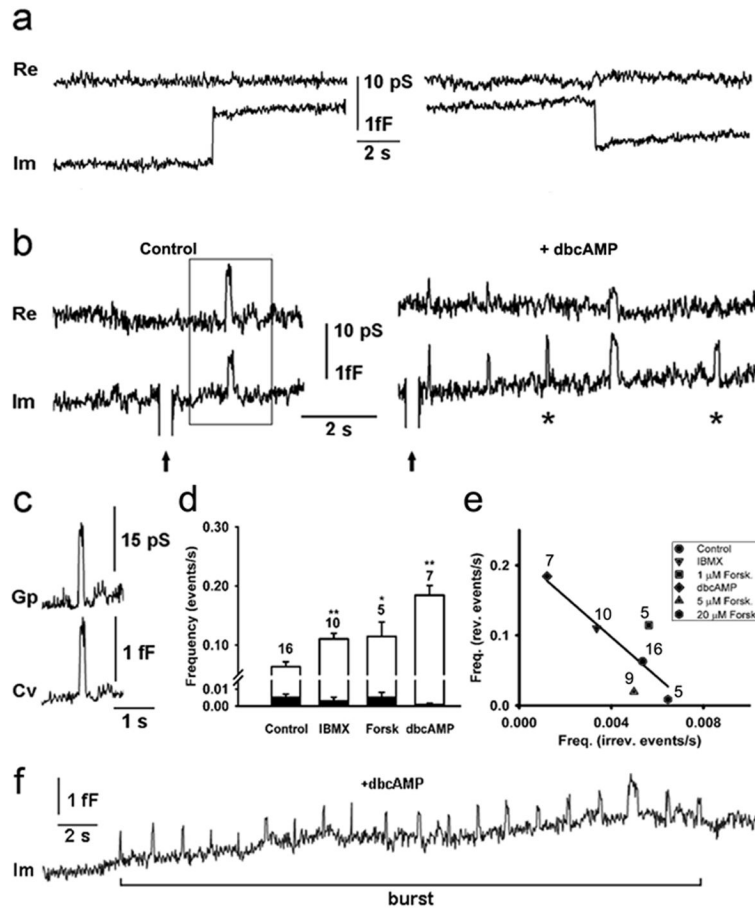 a
Re
10 pS
1fF
2 s
Im
b
Control
+ dbcAMP
Re
10 pS
1fF
Im
2 s
*
*
c
15 pS
Gp
1 fF
Cv
1 s
d
Frequency (events/s)
0.30
0.20
0.10
0.01
0.00
16
**
10
*
5
**
7
Control
IBMX
Forsk
dbcAMP
e
Freq. (rev. events/s)
0.2
0.1
0.0
7
10
5
16
9
5
Control
IBMX
1 µM Forsk.
dbcAMP
5 µM Forsk.
20 µM Forsk
0.000
0.004
0.008
Freq. (irrev. events/s)
f
1 fF
2 s
+dbcAMP
Im
burst